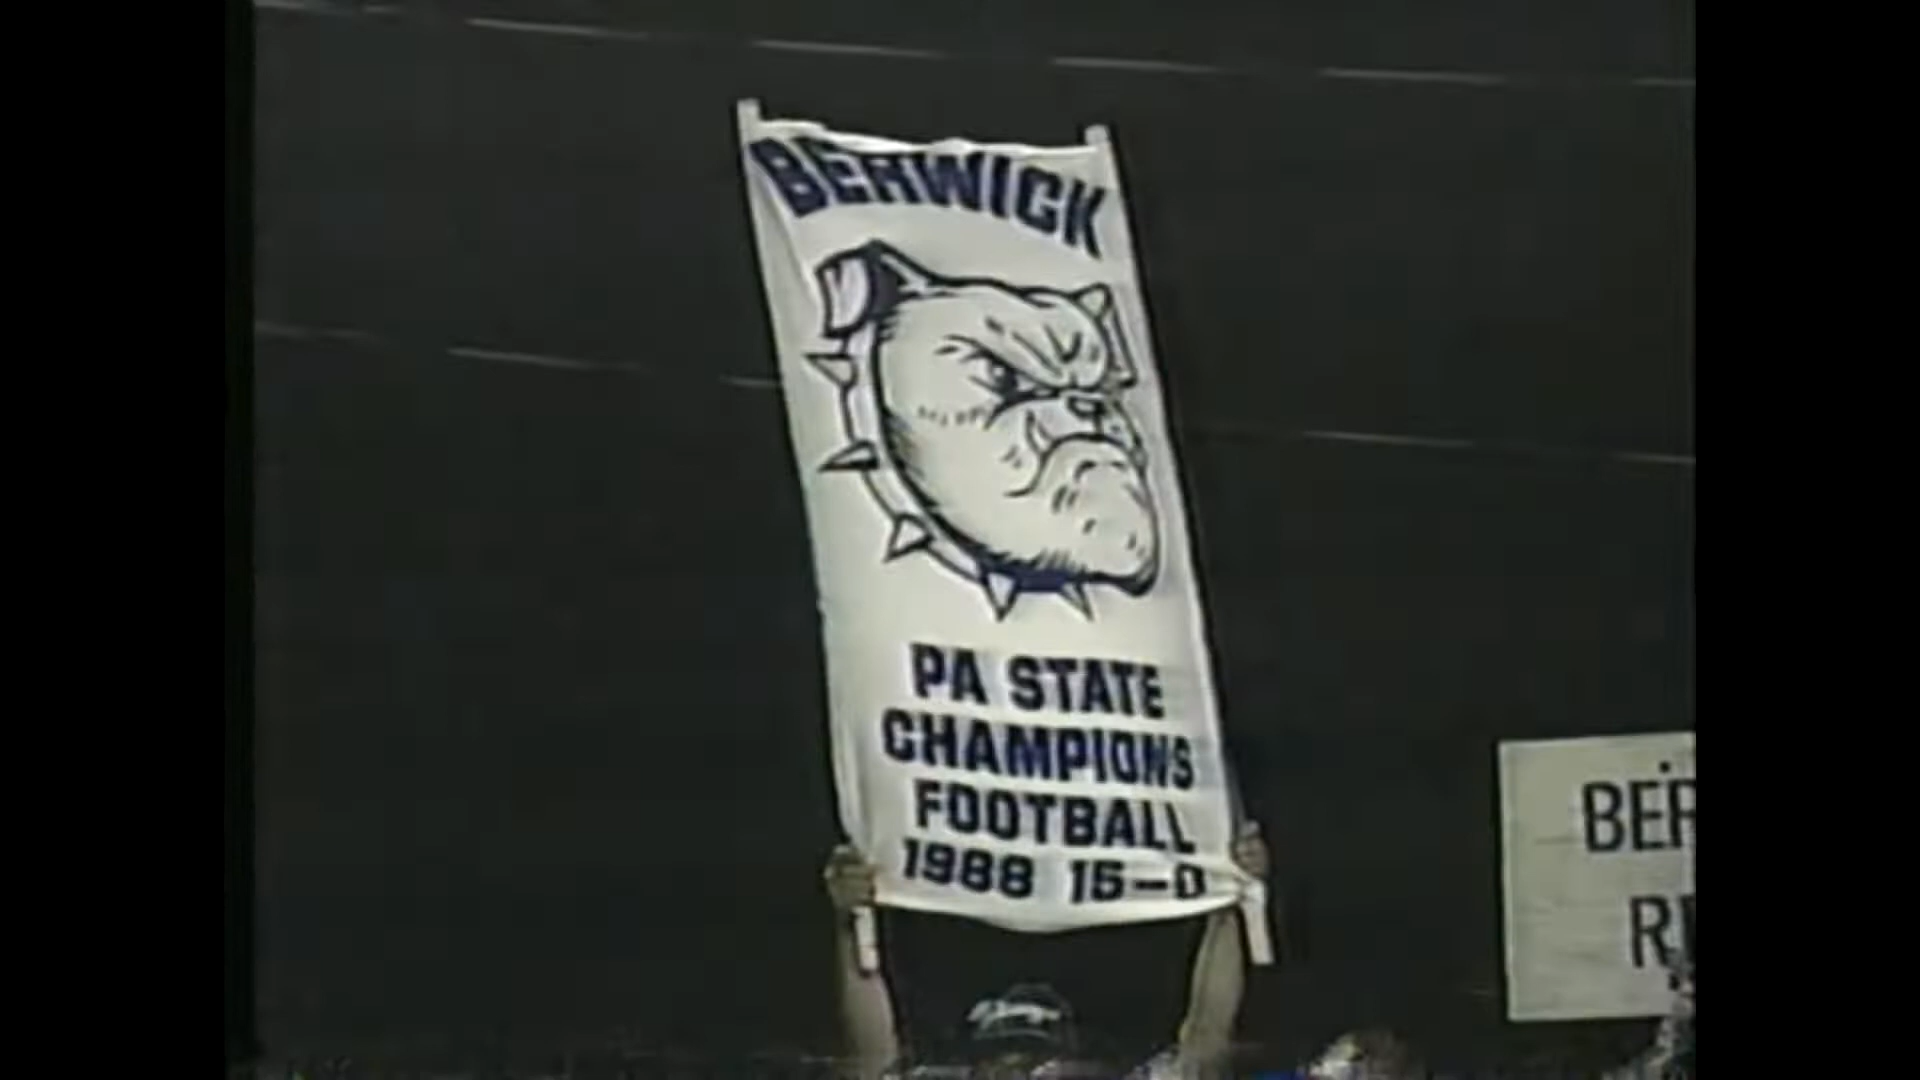 BERWICK
PA STATE
CHAMPIONS
FOOTBALL
1988 15-0